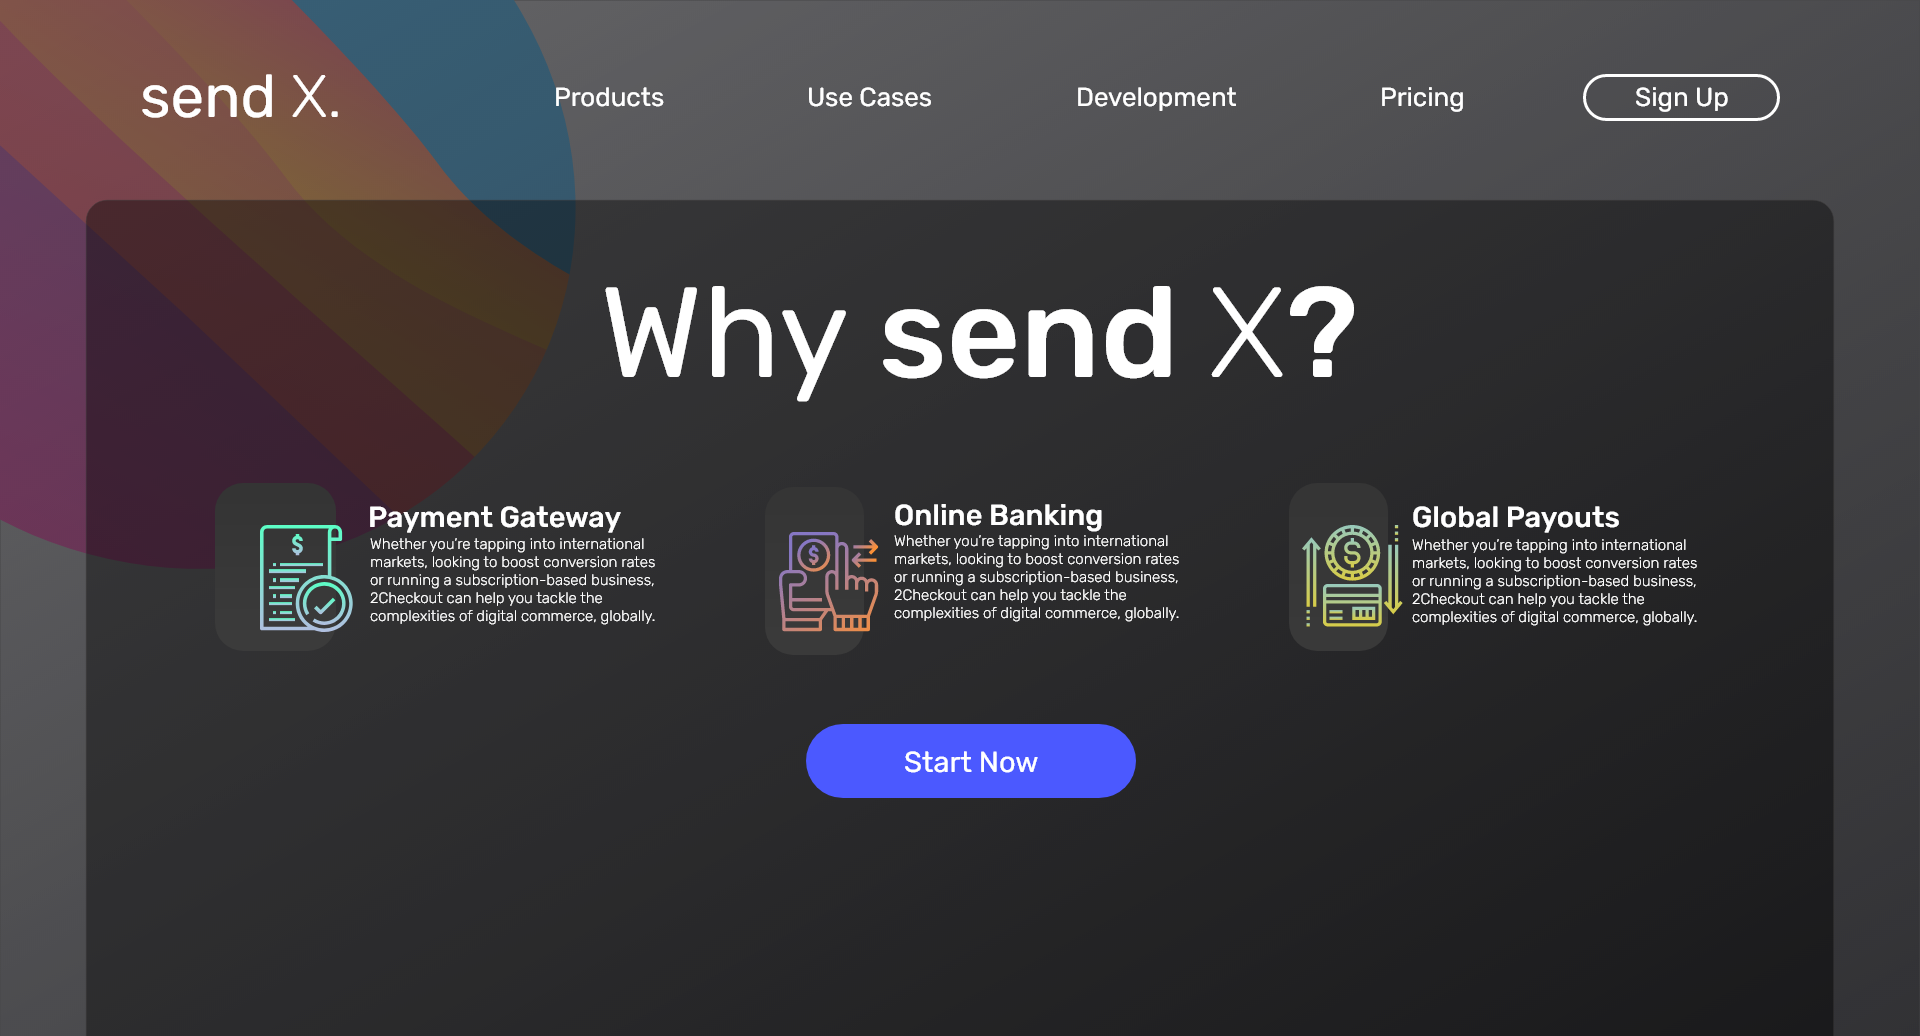 send X.
Products
Use Cases
Development
Pricing
Sign Up
Why send X?
Payment Gateway
Whether you're tapping into international
markets, looking to boost conversion rates
or running a subscription-based business,
2Checkout can help you tackle the
complexities of digital commerce, globally.
Online Banking
Whether you're tapping into international
markets, looking to boost conversion rates
or running a subscription-based business,
2Checkout can help you tackle the
complexities of digital commerce, globally.
Global Payouts
Whether you're tapping into international
markets, looking to boost conversion rates
or running a subscription-based business,
2Checkout can help you tackle the
complexities of digital commerce, globally.
Start Now